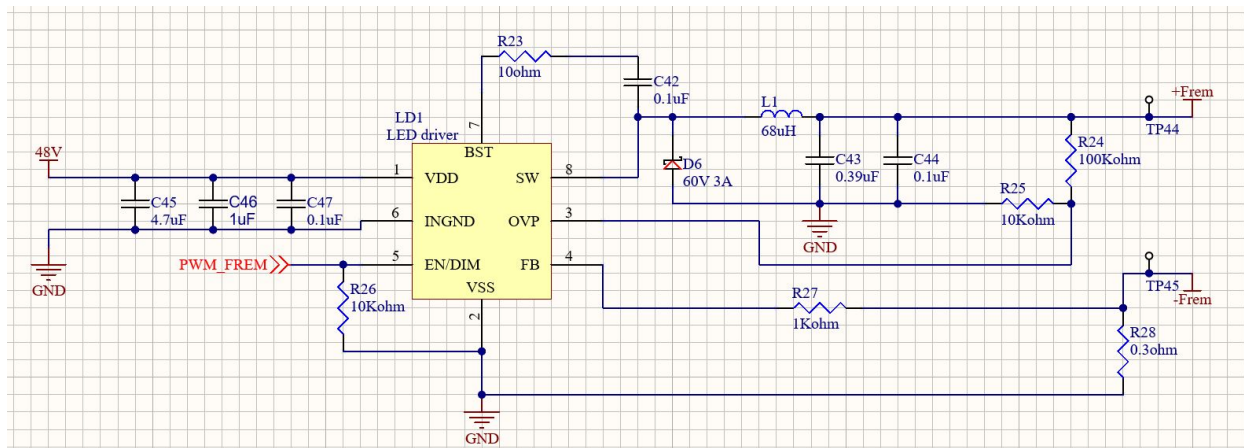 R23
10ohm
C42
0.1uF
LD1
LED driver
7
BST
L1
68uH
+Frem
TP44
48V
1
VDD
SW
8
D6
60V 3A
C43
0.39uF
C44
0.1uF
R24
100Kohm
C45
4.7uF
C46
1uF
C47
0.1uF
6
INGND
OVP
3
R25
10Kohm
GND
PWM_FREM
5
EN/DIM
FB
4
VSS
2
TP45
-Frem
GND
R26
10Kohm
R27
1Kohm
R28
0.3ohm
GND